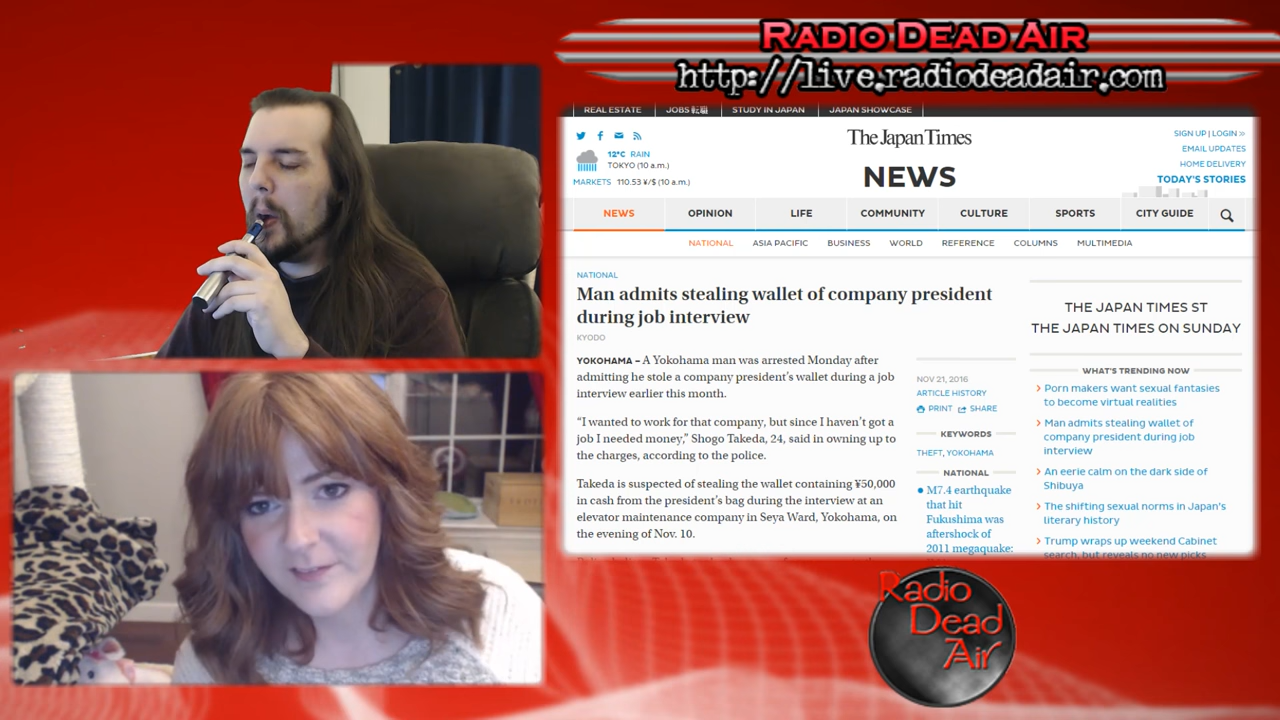 RADIO DEAD AIR
http://live.radiodeadair.com
REAL ESTATE
JOBS 転職
STUDY IN JAPAN
JAPAN SHOWCASE
The Japan Times
NEWS
12°C RAIN
TOKYO (10 a.m.)
MARKETS 110.53 ¥/$ (10 a.m.)
SIGN UP | LOGIN »
EMAIL UPDATES
HOME DELIVERY
TODAY'S STORIES
NEWS
OPINION
LIFE
COMMUNITY
CULTURE
SPORTS
CITY GUIDE
NATIONAL
ASIA PACIFIC
BUSINESS
WORLD
REFERENCE
COLUMNS
MULTIMEDIA
NATIONAL
Man admits stealing wallet of company president
during job interview
KYODO
YOKOHAMA – A Yokohama man was arrested Monday after
admitting he stole a company president's wallet during a job
interview earlier this month.
“I wanted to work for that company, but since I haven't got a
job I needed money,” Shogo Takeda, 24, said in owning up to
the charges, according to the police.
Takeda is suspected of stealing the wallet containing ¥50,000
in cash from the president's bag during the interview at an
elevator maintenance company in Seya Ward, Yokohama, on
the evening of Nov. 10.
NOV 21, 2016
ARTICLE HISTORY
PRINT
SHARE
KEYWORDS
THEFT, YOKOHAMA
NATIONAL
M7.4 earthquake
that hit
Fukushima was
aftershock of
2011 megaquake:
THE JAPAN TIMES ST
THE JAPAN TIMES ON SUNDAY
WHAT'S TRENDING NOW
Porn makers want sexual fantasies
to become virtual realities
Man admits stealing wallet of
company president during job
interview
An eerie calm on the dark side of
Shibuya
The shifting sexual norms in Japan's
literary history
Trump wraps up weekend Cabinet
search, but reveals no new picks
Radio
Dead
Air